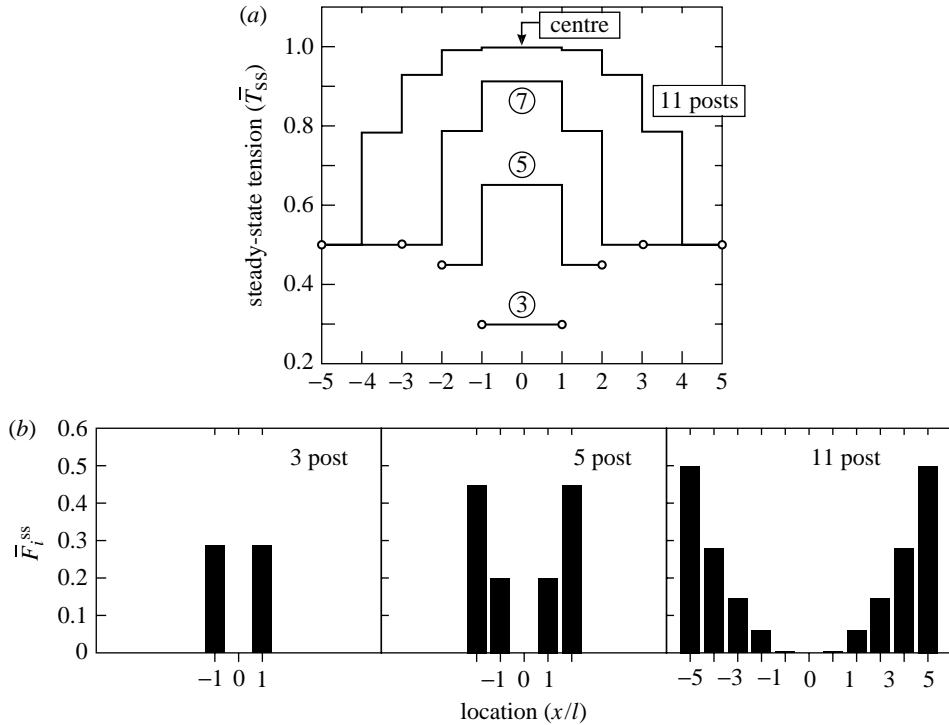 (a)
centre
1.0
0.8
0.6
0.4
0.2
steady-state tension (T̅ss)
11 posts
7
5
3
−5 −4 −3 −2 −1 0 1 2 3 4 5
(b)
0.6
0.5
0.4
0.3
0.2
0.1
0
F̅iss
3 post
5 post
11 post
−1 0 1
−1 0 1
−5 −3 −1 0 1 3 5
location (x/l)